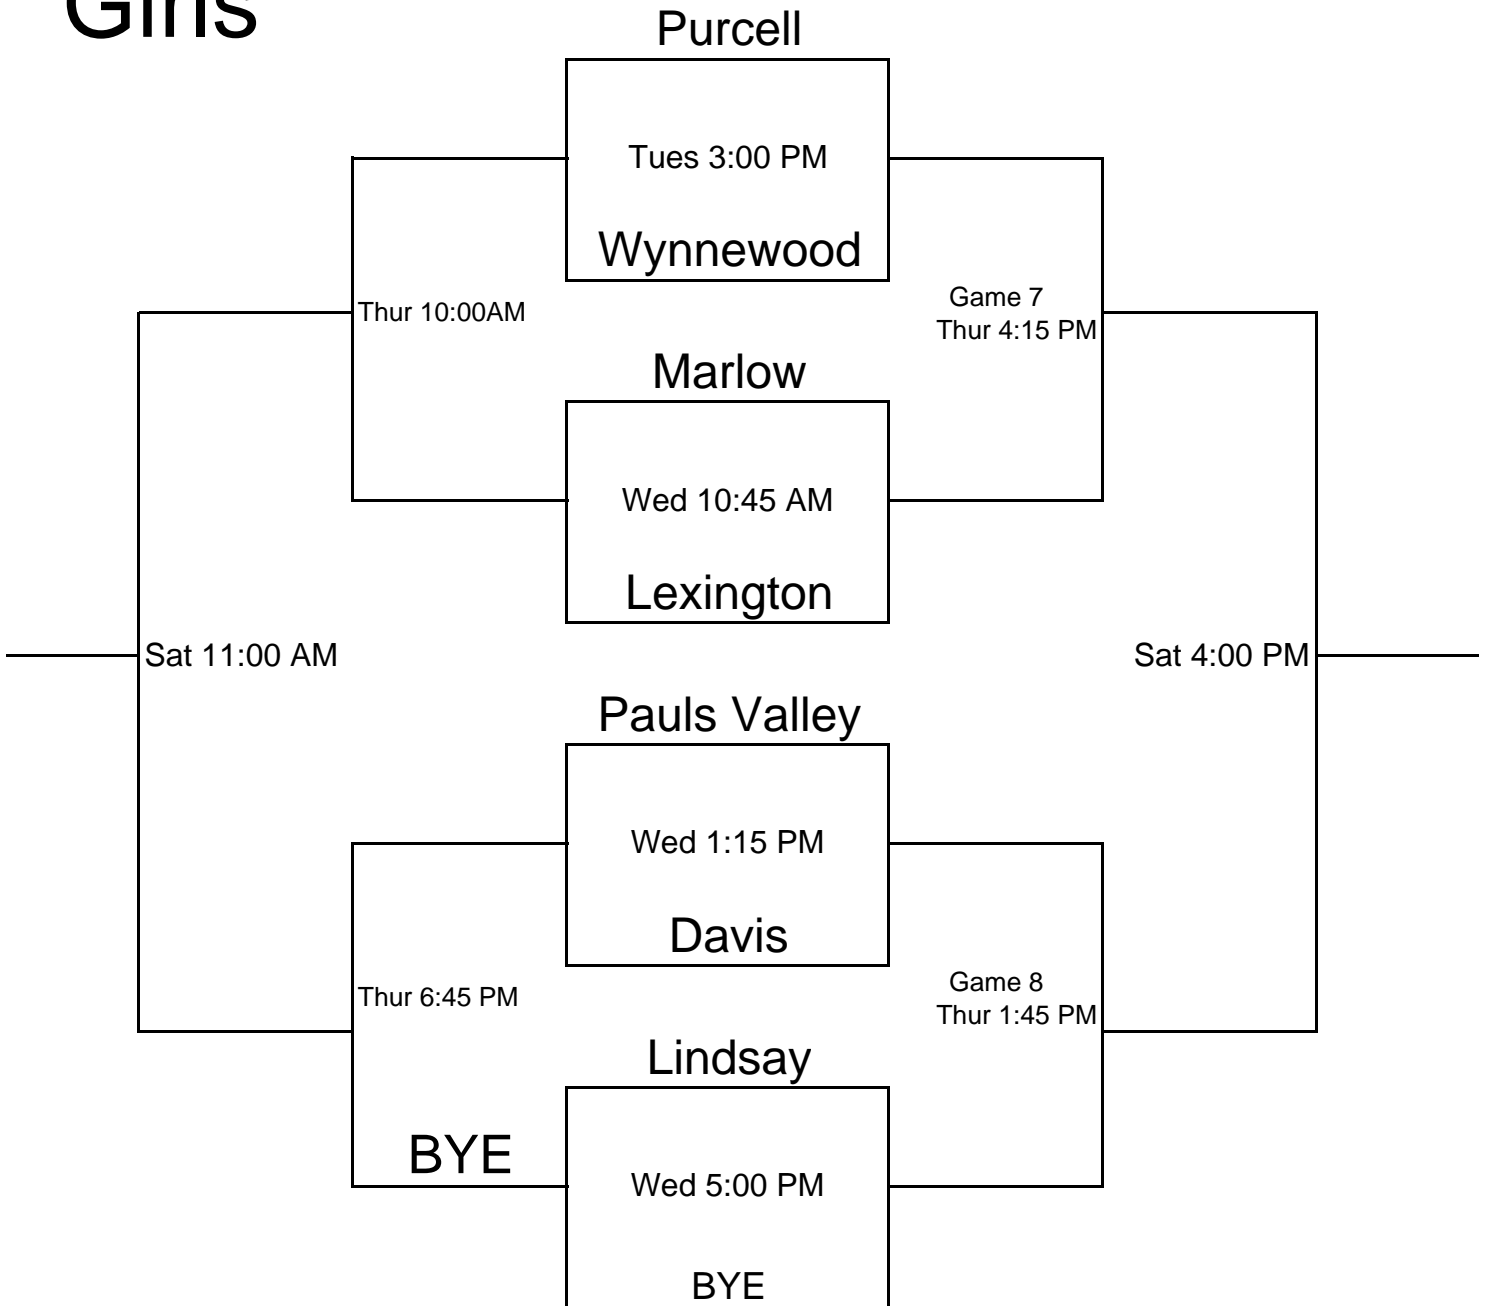 Girls
Purcell
Tues 3:00 PM
Wynnewood
Thur 10:00AM
Game 7
Thur 4:15 PM
Marlow
Wed 10:45 AM
Lexington
Sat 11:00 AM
Sat 4:00 PM
Pauls Valley
Wed 1:15 PM
Davis
Thur 6:45 PM
Game 8
Thur 1:45 PM
Lindsay
BYE
Wed 5:00 PM
BYE